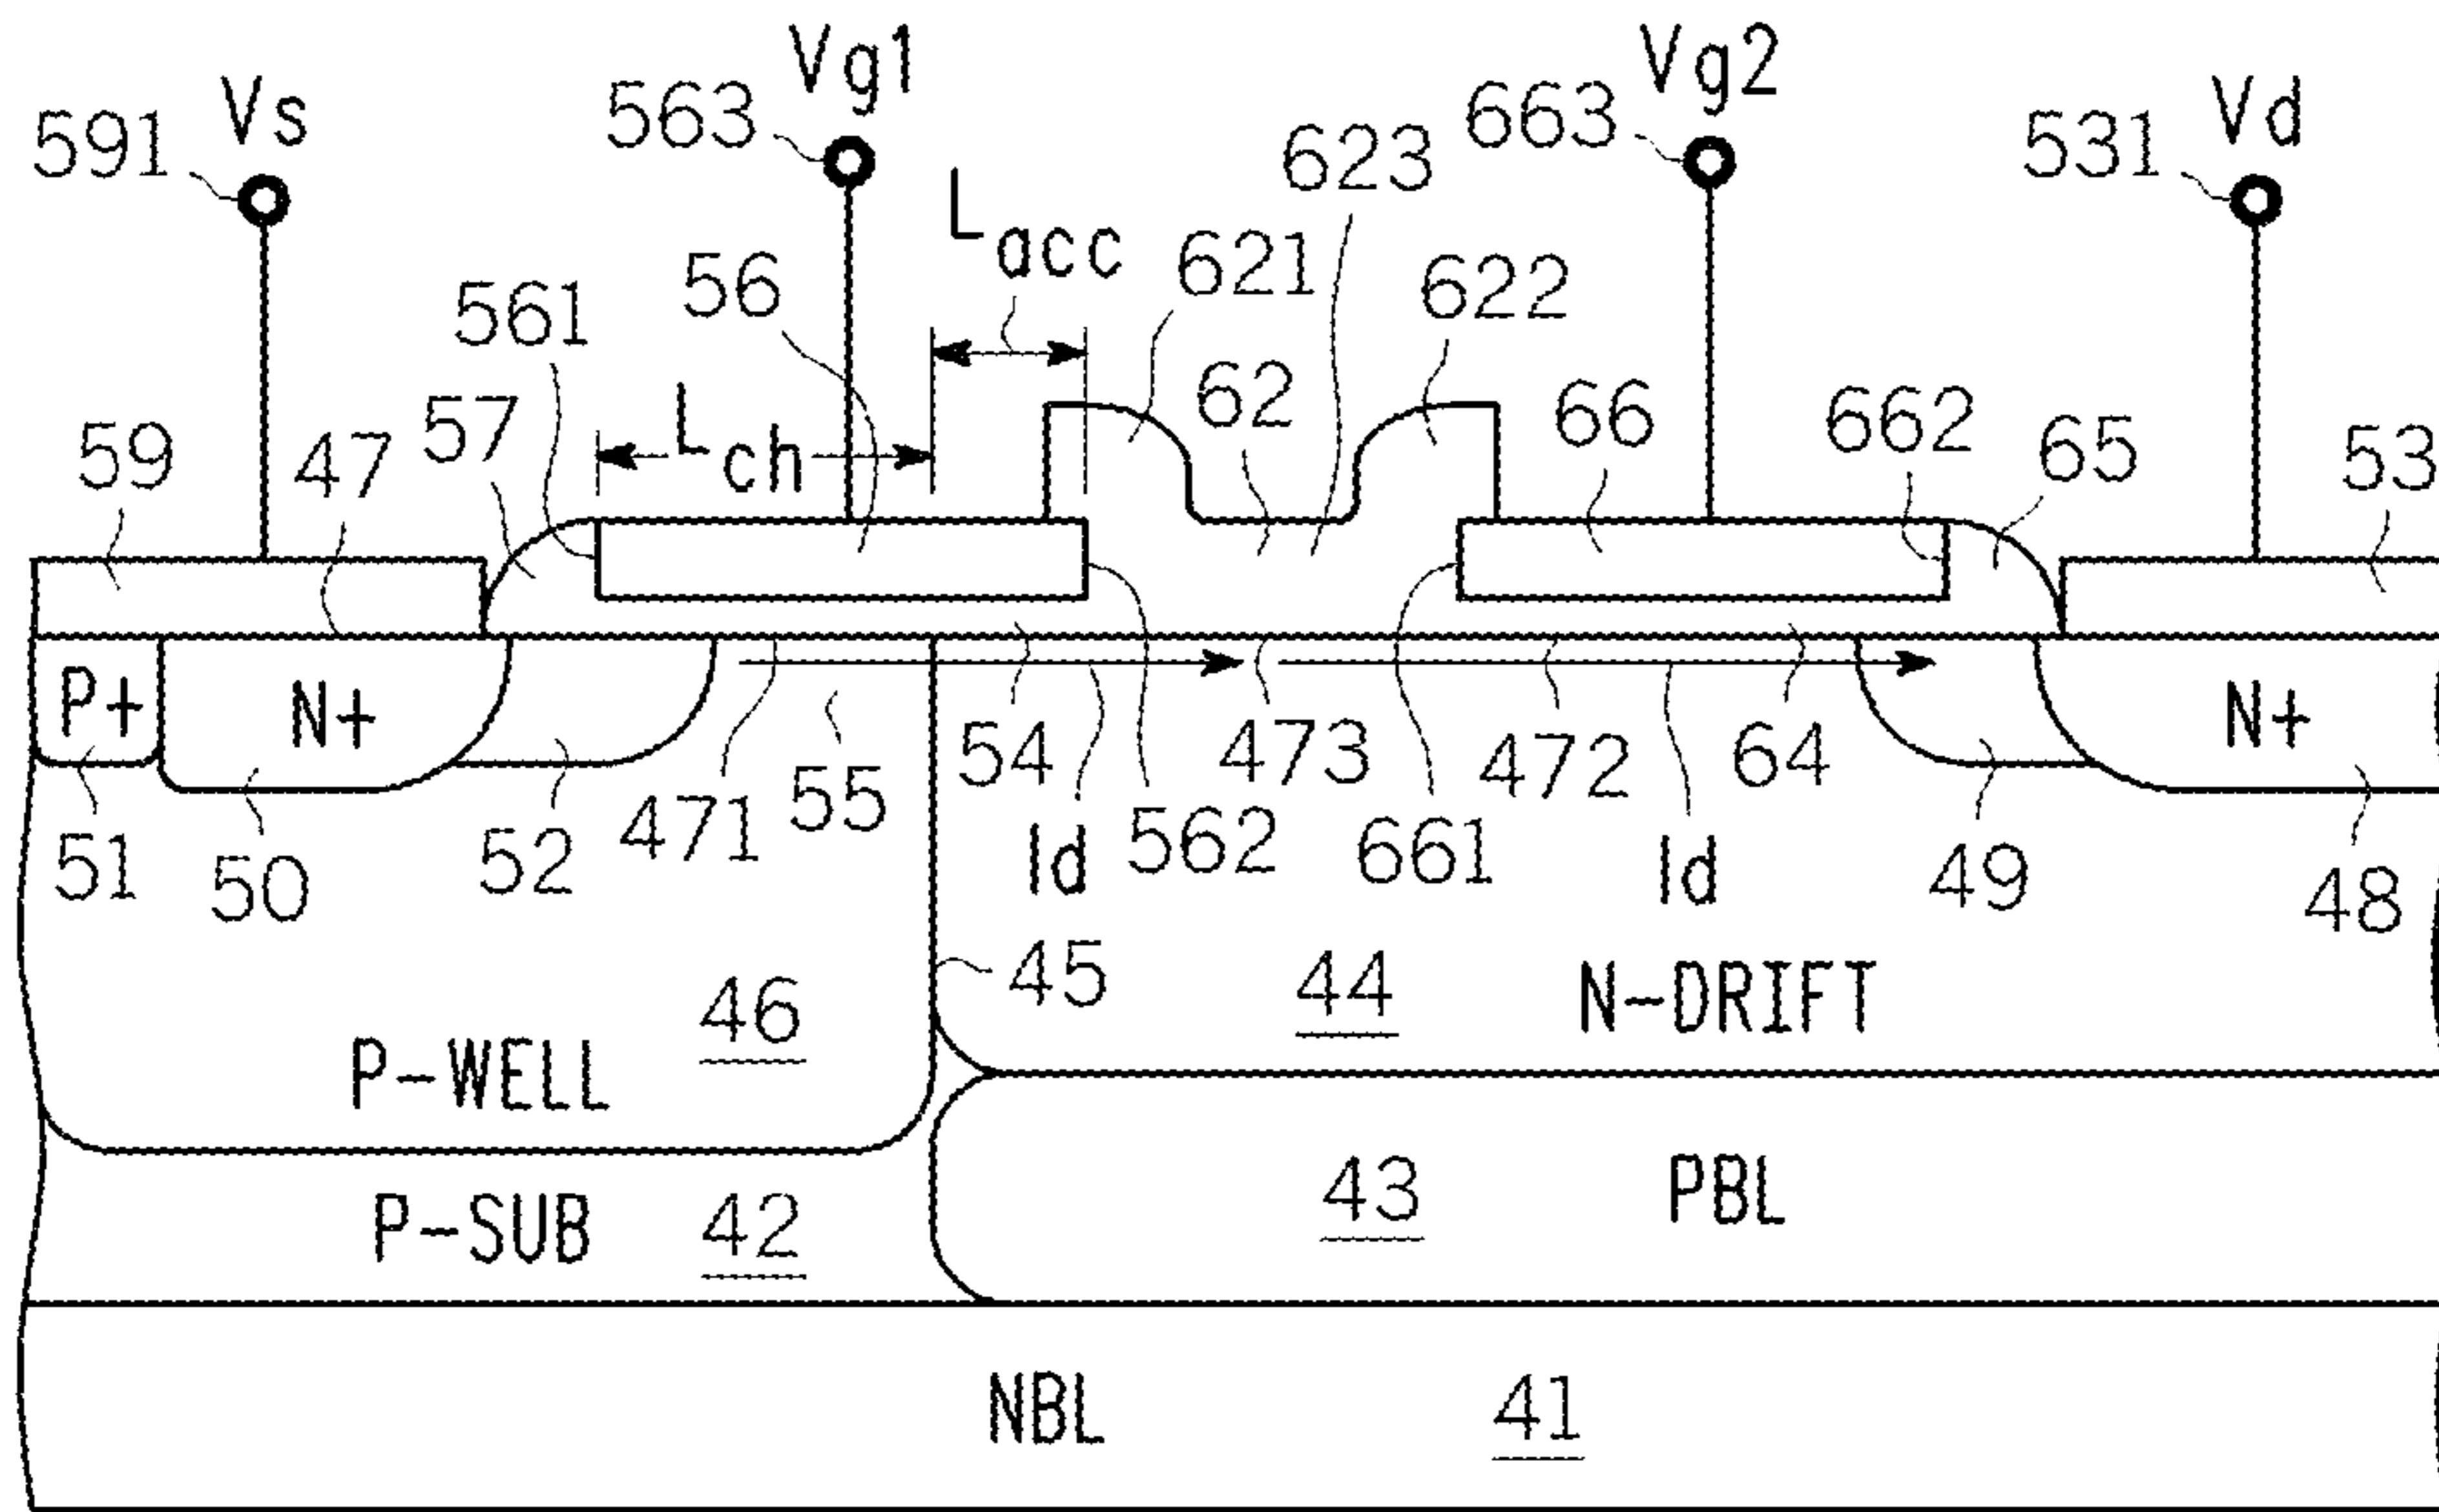 Vs
Vg1
Vg2
Vd
591
563
663
531
623
Lacc
621
622
56
561
57
Lch
62
66
662
65
59
47
53
P+
N+
N+
51
50
52
471
55
54
562
473
661
472
64
49
48
Id
Id
45
44
N-DRIFT
P-WELL
46
43
PBL
P-SUB
42
NBL
41